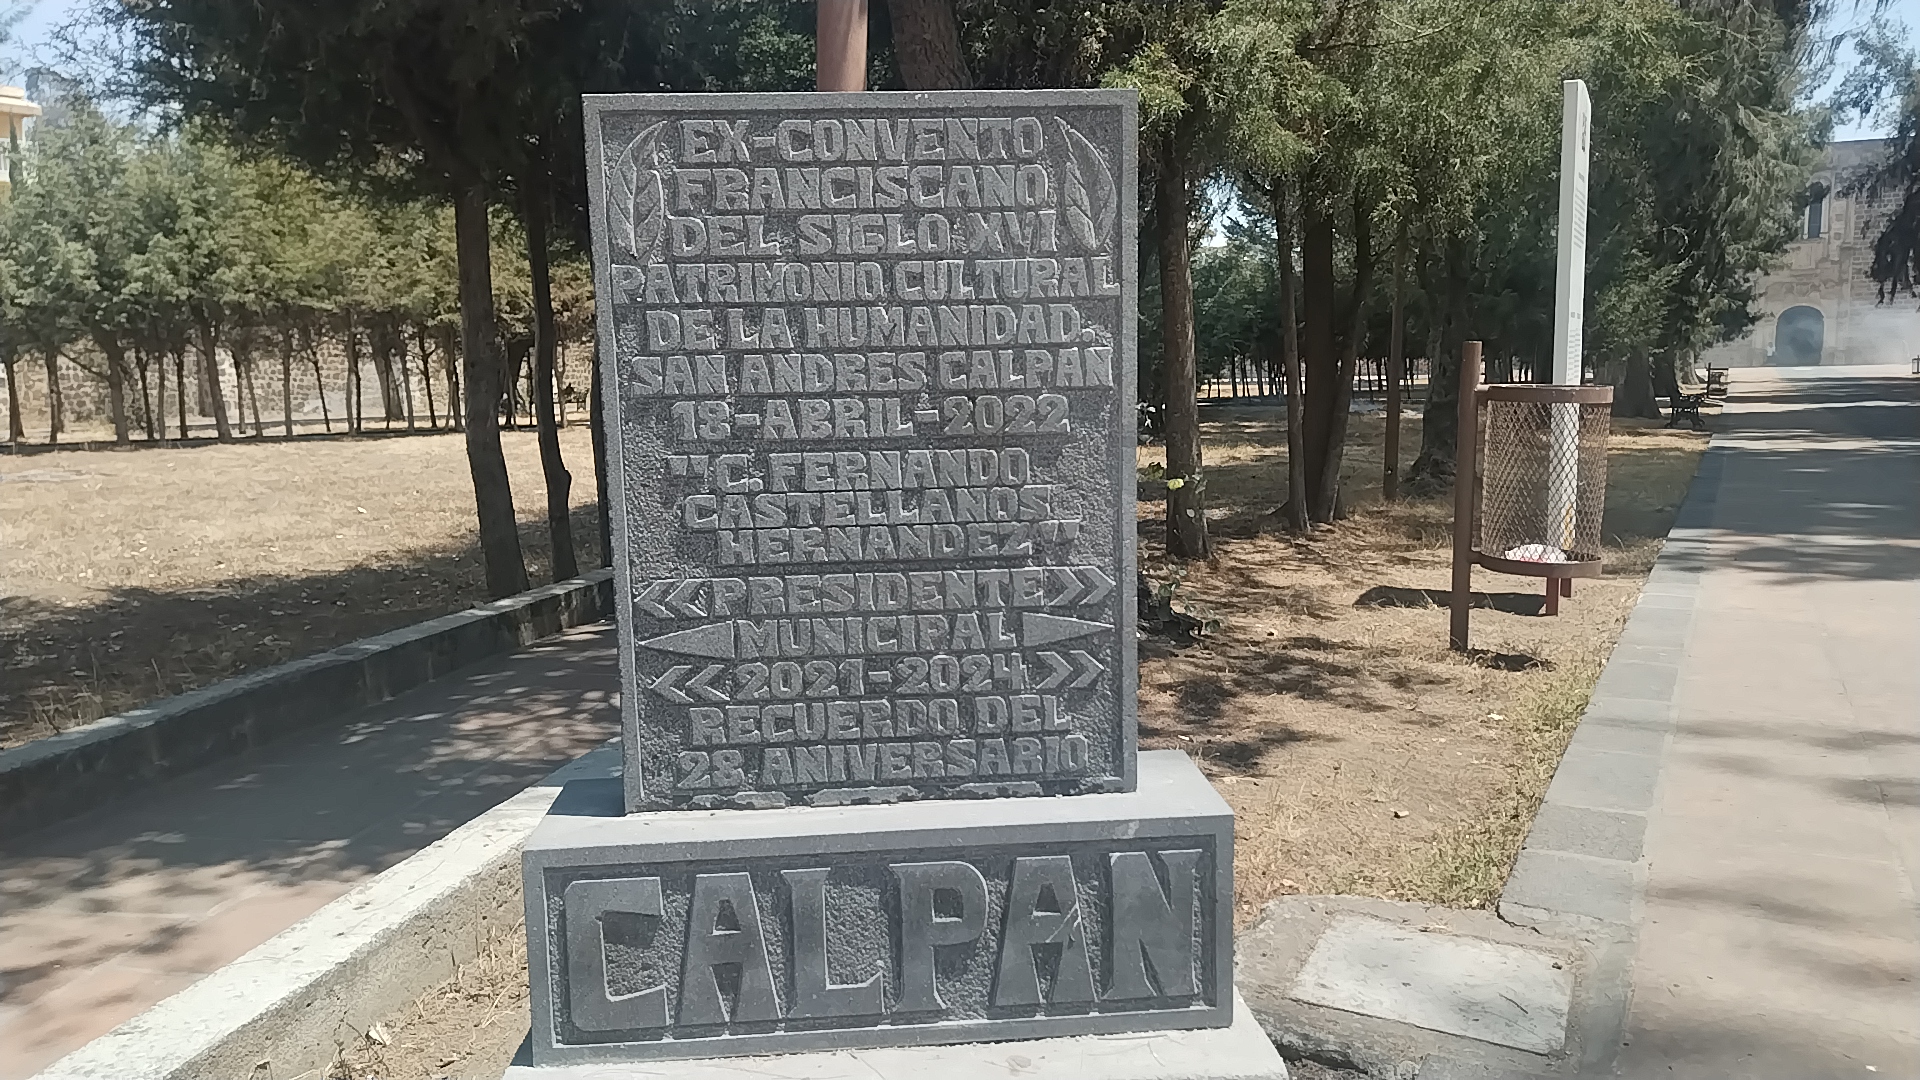 EX-CONVENTO
FRANCISCANO
DEL SIGLO XVI
PATRIMONIO CULTURAL
DE LA HUMANIDAD.
SAN ANDRES CALPAN
18-ABRIL-2022
"C. FERNANDO
CASTELLANOS
HERNANDEZ"
<<PRESIDENTE>>
MUNICIPAL
<<2021-2024>>
RECUERDO DEL
28 ANIVERSARIO
CALPAN